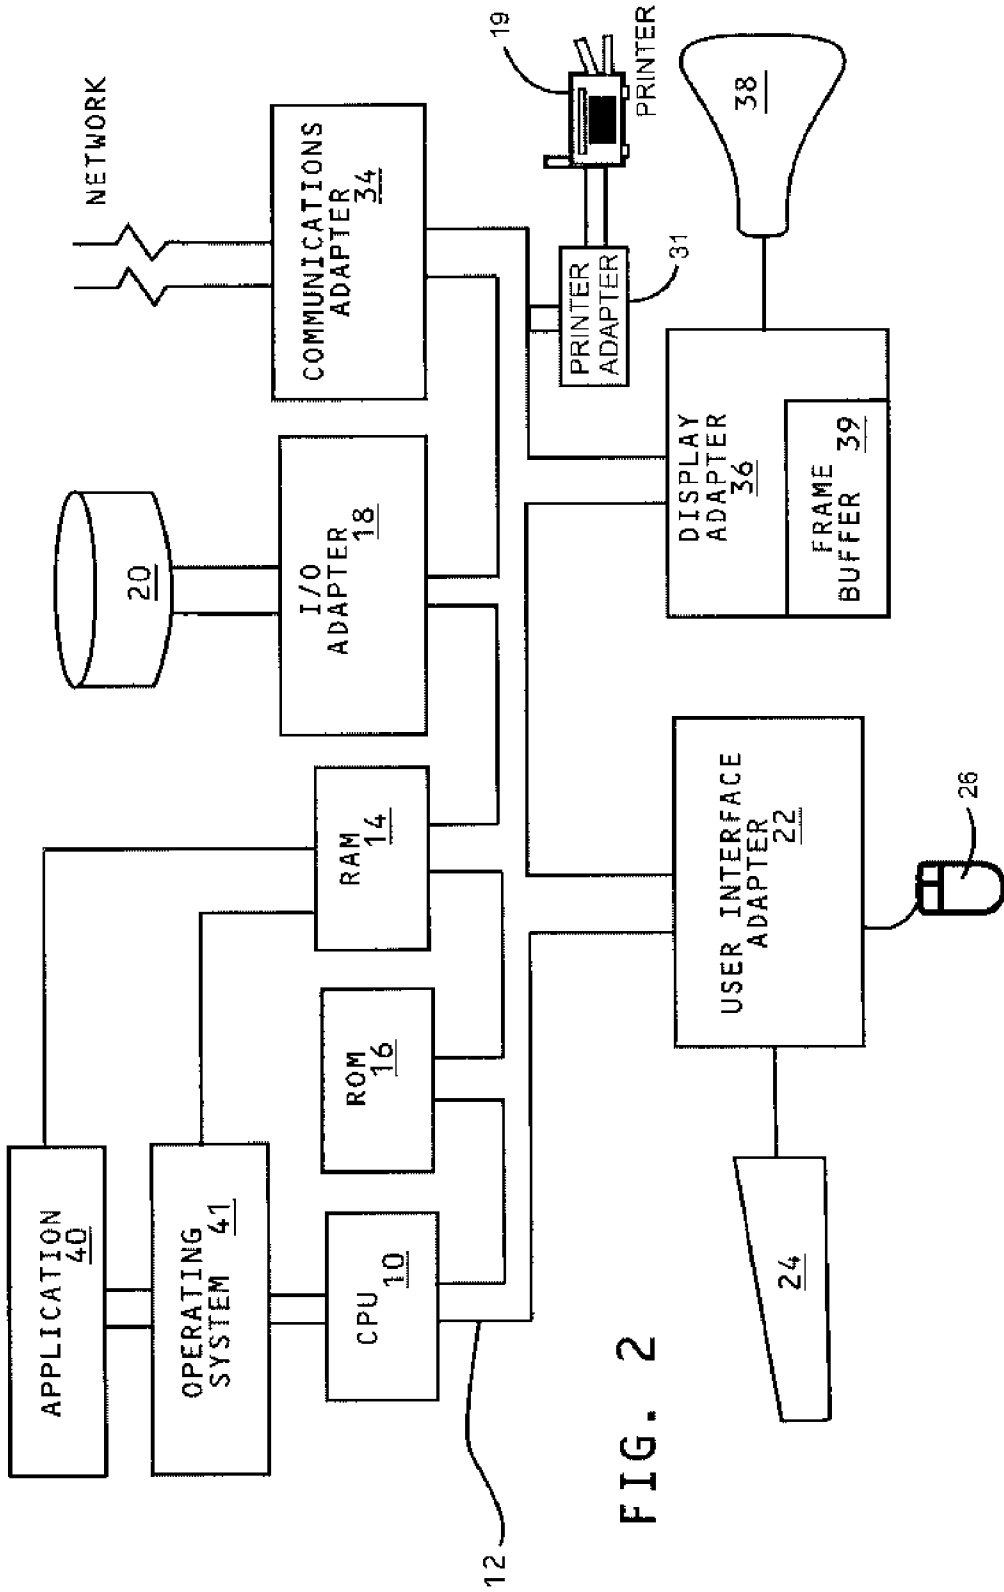 APPLICATION
40
OPERATING
SYSTEM
41
CPU
10
ROM
16
RAM
14
20
I/O
ADAPTER
18
NETWORK
COMMUNICATIONS
ADAPTER
34
12
19
PRINTER
PRINTER
ADAPTER
31
24
USER INTERFACE
ADAPTER
22
26
DISPLAY
ADAPTER
36
FRAME
BUFFER
39
38
FIG. 2